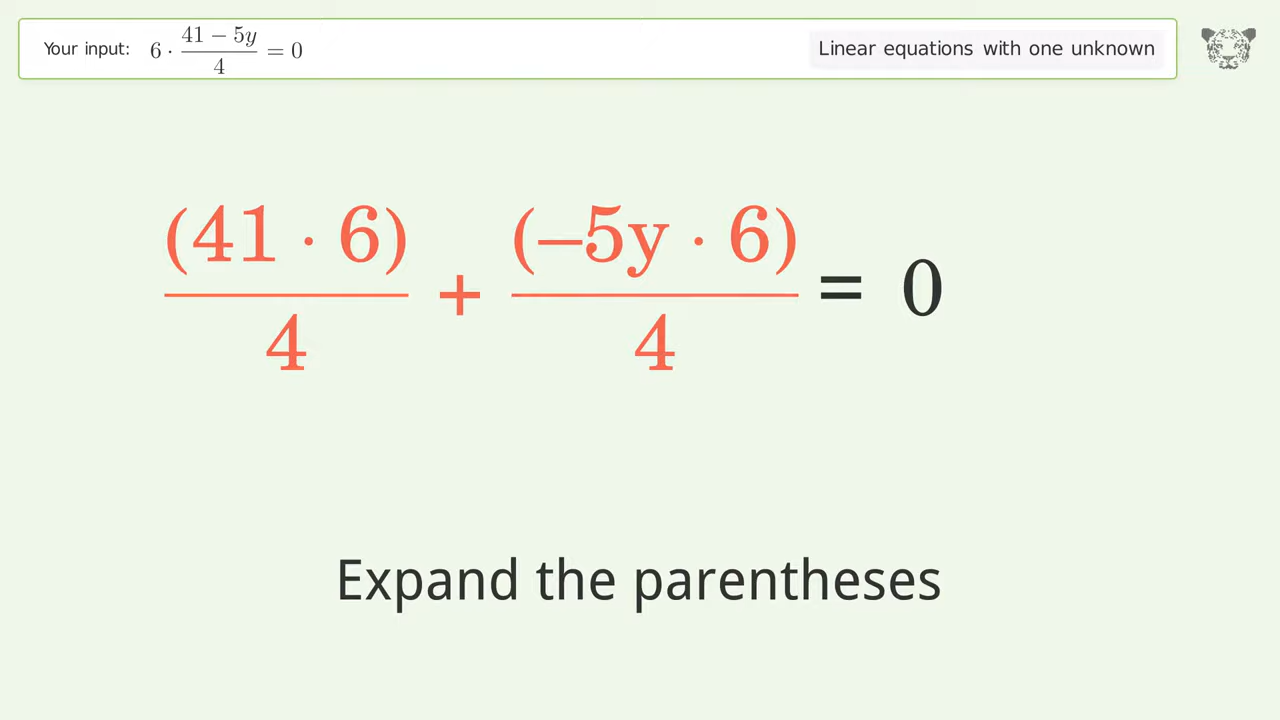 Your input: 6 · (41 − 5y)/4 = 0
Linear equations with one unknown
(41 · 6)/4 + (–5y · 6)/4 = 0
Expand the parentheses